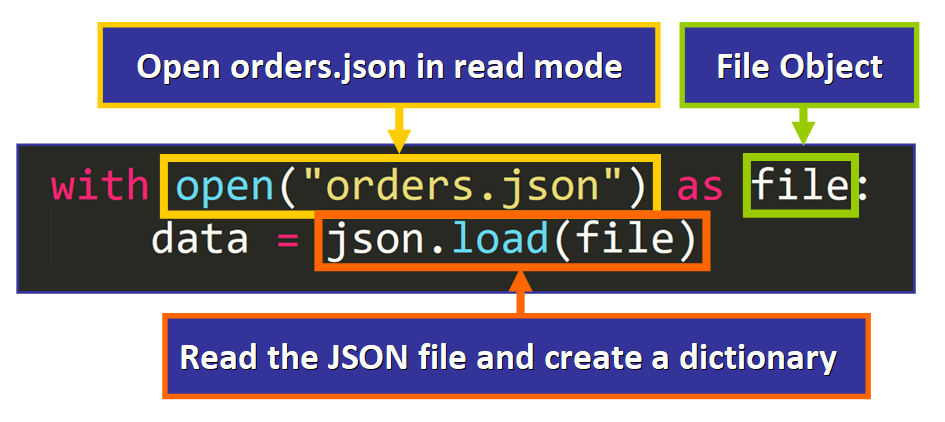 Open orders.json in read mode
File Object
with open("orders.json") as file:
    data = json.load(file)
Read the JSON file and create a dictionary